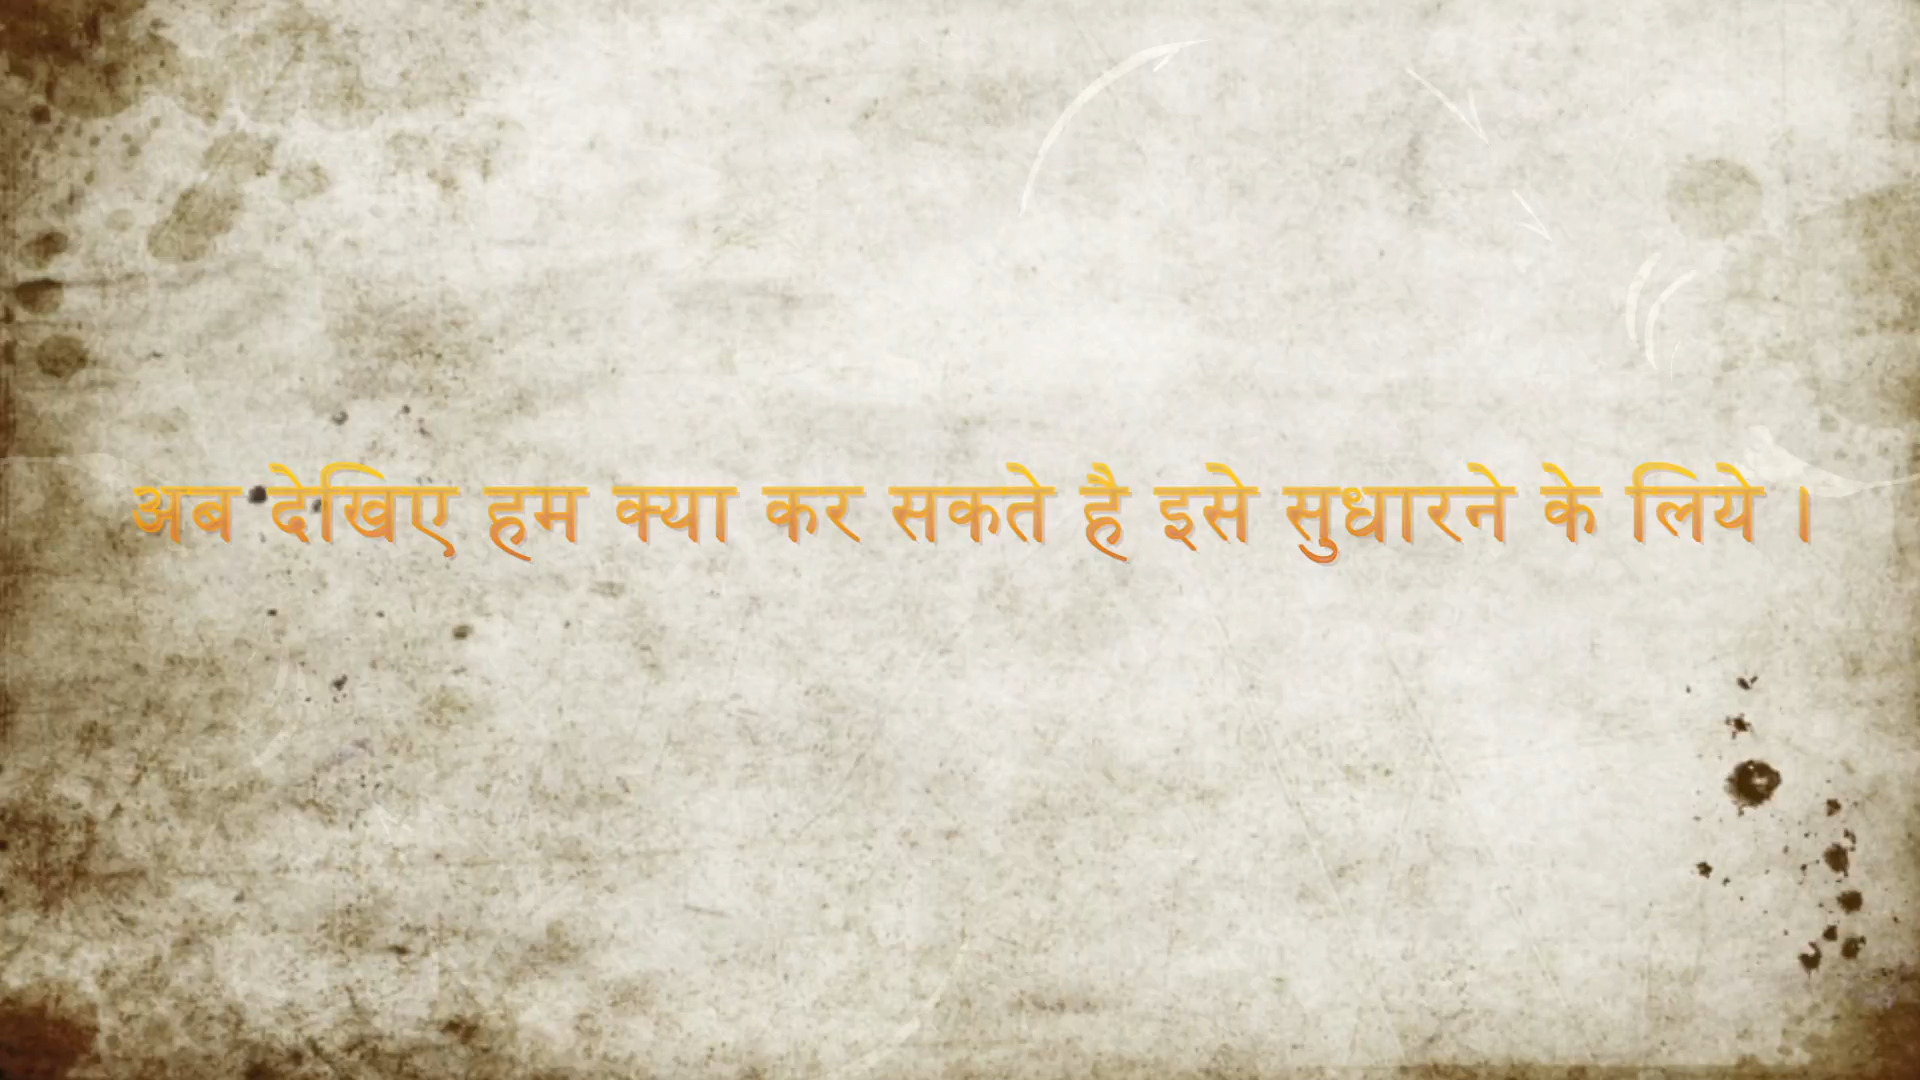 अब देखिए हम क्या कर सकते है इसे सुधारने के लिये ।